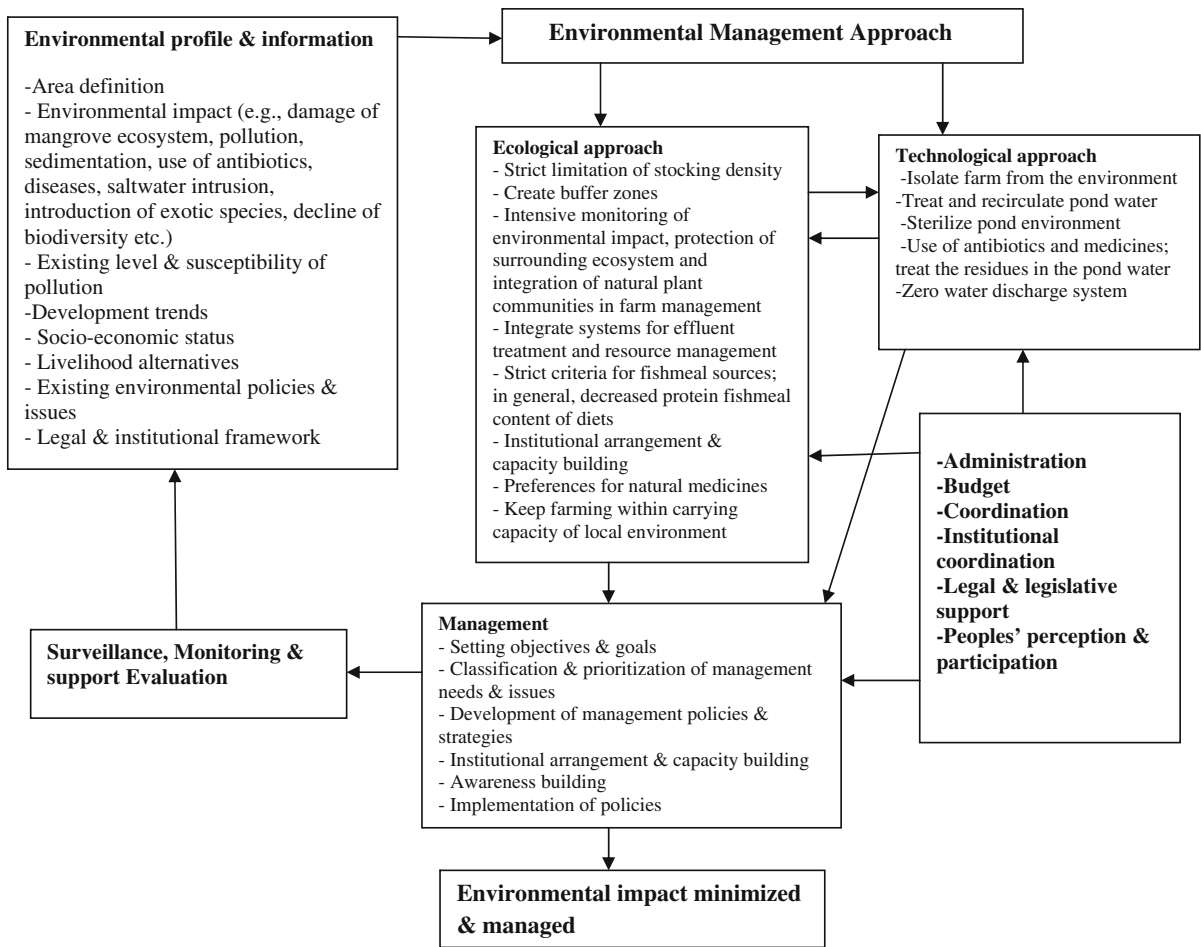 Environmental profile & information
-Area definition
- Environmental impact (e.g., damage of
mangrove ecosystem, pollution,
sedimentation, use of antibiotics,
diseases, saltwater intrusion,
introduction of exotic species, decline of
biodiversity etc.)
- Existing level & susceptibility of
pollution
-Development trends
- Socio-economic status
- Livelihood alternatives
- Existing environmental policies &
issues
- Legal & institutional framework
Environmental Management Approach
Ecological approach
- Strict limitation of stocking density
- Create buffer zones
- Intensive monitoring of
environmental impact, protection of
surrounding ecosystem and
integration of natural plant
communities in farm management
- Integrate systems for effluent
treatment and resource management
- Strict criteria for fishmeal sources;
in general, decreased protein fishmeal
content of diets
- Institutional arrangement &
capacity building
- Preferences for natural medicines
- Keep farming within carrying
capacity of local environment
Technological approach
-Isolate farm from the environment
-Treat and recirculate pond water
-Sterilize pond environment
-Use of antibiotics and medicines;
treat the residues in the pond water
-Zero water discharge system
-Administration
-Budget
-Coordination
-Institutional
coordination
-Legal & legislative
support
-Peoples' perception &
participation
Management
- Setting objectives & goals
- Classification & prioritization of management
needs & issues
- Development of management policies &
strategies
- Institutional arrangement & capacity building
- Awareness building
- Implementation of policies
Surveillance, Monitoring &
support Evaluation
Environmental impact minimized
& managed